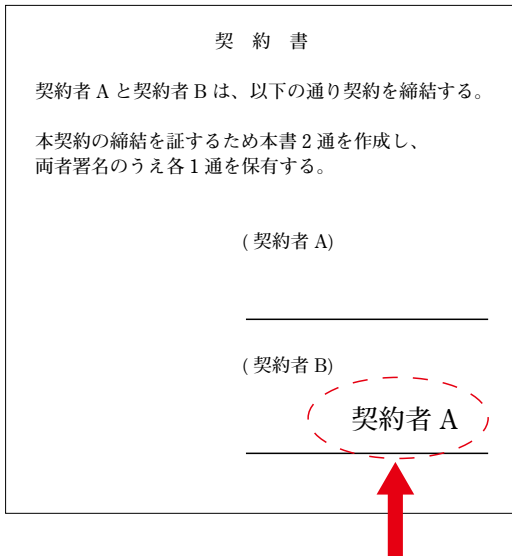 契 約 書
契約者 A と契約者 B は、以下の通り契約を締結する。
本契約の締結を証するため本書 2 通を作成し、
両者署名のうえ各 1 通を保有する。
( 契約者 A)
( 契約者 B)
契約者 A